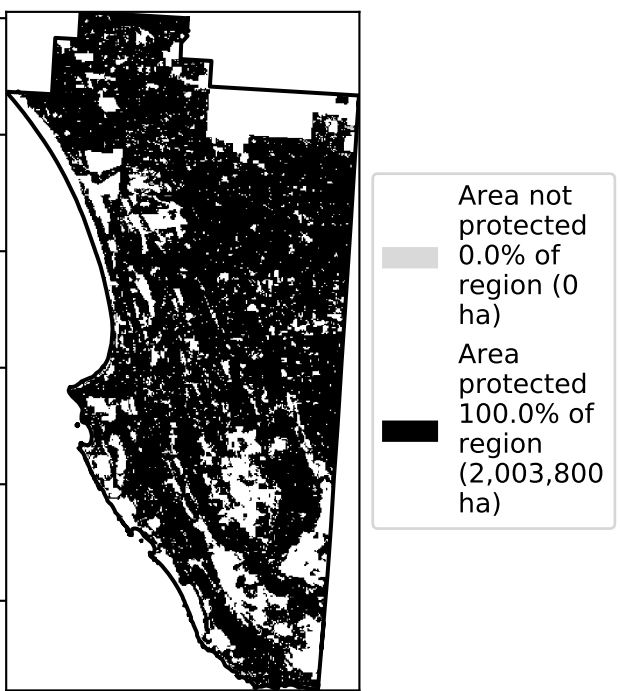 Area not
protected
0.0% of
region (0
ha)
Area
protected
100.0% of
region
(2,003,800
ha)